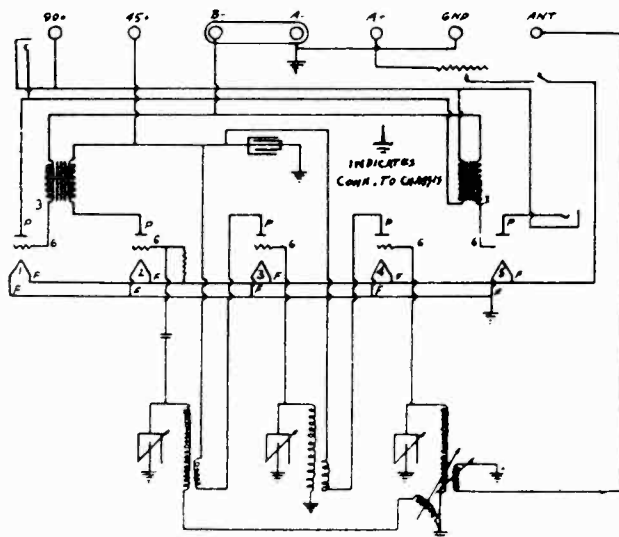 90+ 45+ B- A- A+ GND ANT
INDICATES
CONN. TO CHASSIS
3 3
P P P P P
6 6 6 6 6
1 F 2 F 3 F 4 F 5 F
F F F F F